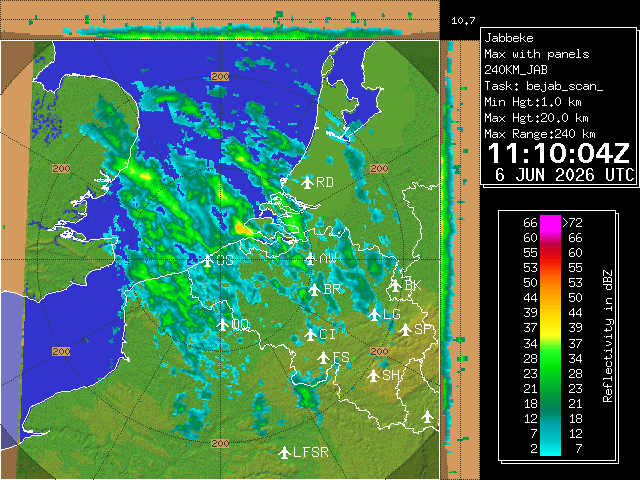 10.7
Jabbeke
Max with panels
240KM_JAB
Task: bejab_scan_
Min Hgt:1.0 km
Max Hgt:20.0 km
Max Range:240 km
11:10:04Z
6 JUN 2026 UTC
200
200
200
RD
OS
AW
BR
BK
UO
LG
CI
SP
FS
SH
200
200
200
LFSR
66 >72
60 66
55 60
53 55
50 53
44 50
39 44
37 39
34 37
28 34
23 28
21 23
18 21
12 18
7 12
2 7
Reflectivity in dBZ